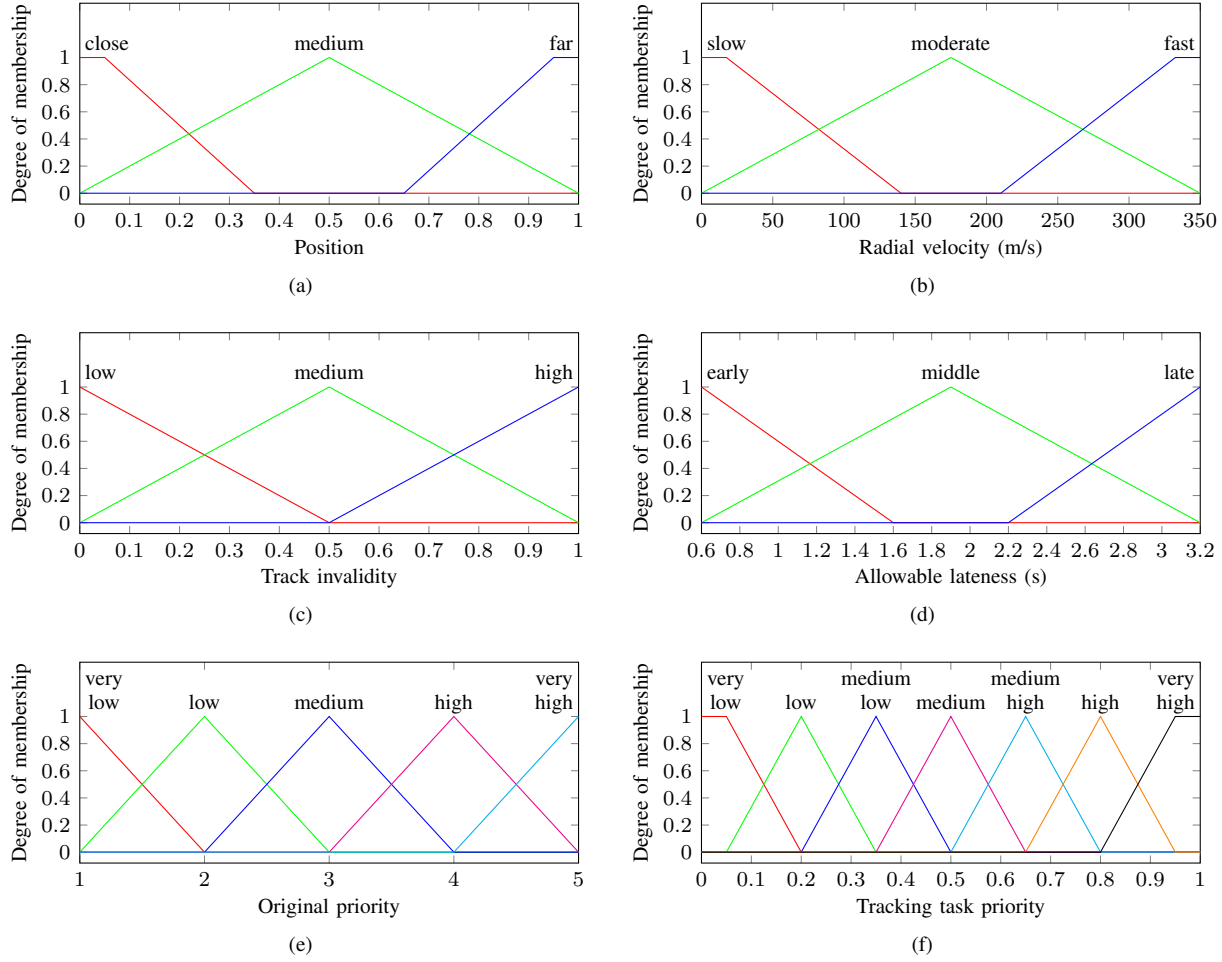 close medium far
Degree of membership
1
0.8
0.6
0.4
0.2
0
0 0.1 0.2 0.3 0.4 0.5 0.6 0.7 0.8 0.9 1
Position
(a)
slow moderate fast
Degree of membership
1
0.8
0.6
0.4
0.2
0
0 50 100 150 200 250 300 350
Radial velocity (m/s)
(b)
low medium high
Degree of membership
1
0.8
0.6
0.4
0.2
0
0 0.1 0.2 0.3 0.4 0.5 0.6 0.7 0.8 0.9 1
Track invalidity
(c)
early middle late
Degree of membership
1
0.8
0.6
0.4
0.2
0
0.6 0.8 1 1.2 1.4 1.6 1.8 2 2.2 2.4 2.6 2.8 3 3.2
Allowable lateness (s)
(d)
very very
low low medium high high
Degree of membership
1
0.8
0.6
0.4
0.2
0
1 2 3 4 5
Original priority
(e)
very medium medium very
low low low medium high high high
Degree of membership
1
0.8
0.6
0.4
0.2
0
0 0.1 0.2 0.3 0.4 0.5 0.6 0.7 0.8 0.9 1
Tracking task priority
(f)